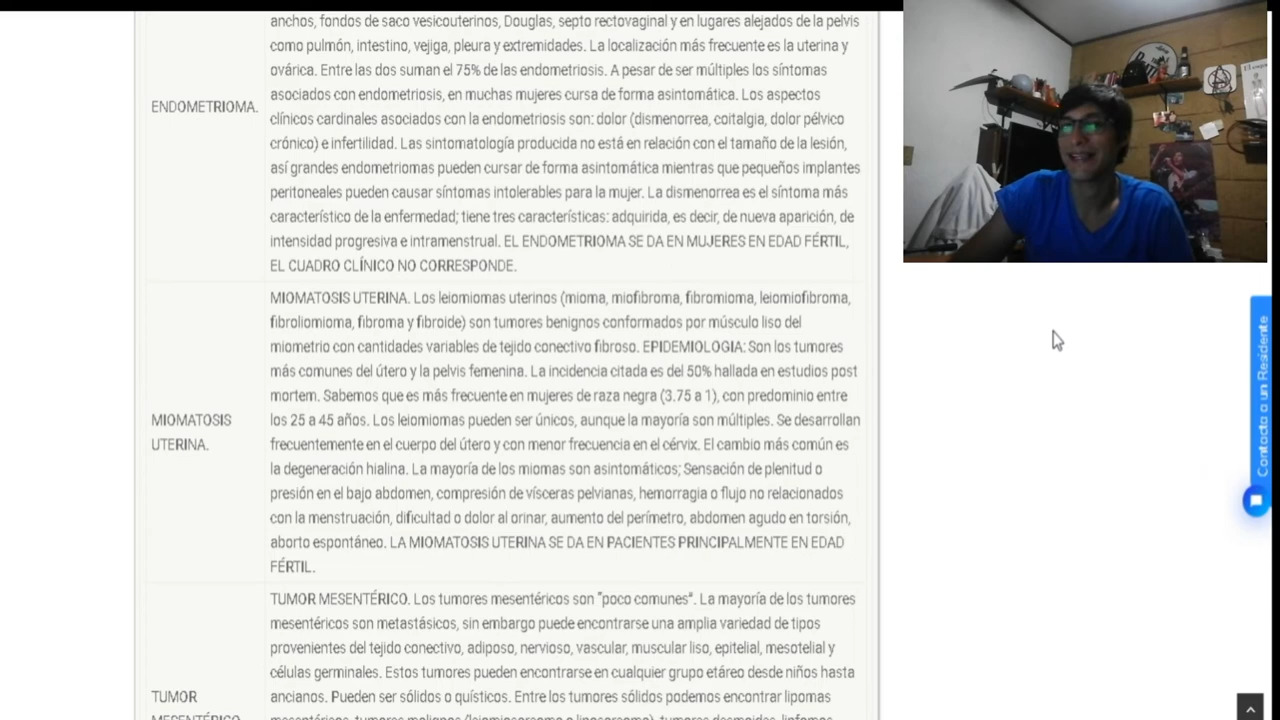 anchos, fondos de saco vesicouterinos, Douglas, septo rectovaginal y en lugares alejados de la pelvis
como pulmón, intestino, vejiga, pleura y extremidades. La localización más frecuente es la uterina y
ovárica. Entre las dos suman el 75% de las endometriosis. A pesar de ser múltiples los síntomas
asociados con endometriosis, en muchas mujeres cursa de forma asintomática. Los aspectos
ENDOMETRIOMA.
clínicos cardinales asociados con la endometriosis son: dolor (dismenorrea, coitalgia, dolor pélvico
crónico) e infertilidad. Las sintomatología producida no está en relación con el tamaño de la lesión,
así grandes endometriomas pueden cursar de forma asintomática mientras que pequeños implantes
peritoneales pueden causar síntomas intolerables para la mujer. La dismenorrea es el síntoma más
característico de la enfermedad; tiene tres características: adquirida, es decir, de nueva aparición, de
intensidad progresiva e intramenstrual. EL ENDOMETRIOMA SE DA EN MUJERES EN EDAD FÉRTIL,
EL CUADRO CLÍNICO NO CORRESPONDE.
MIOMATOSIS UTERINA. Los leiomiomas uterinos (mioma, miofibroma, fibromioma, leiomiofibroma,
fibroliomioma, fibroma y fibroide) son tumores benignos conformados por músculo liso del
miometrio con cantidades variables de tejido conectivo fibroso. EPIDEMIOLOGIA: Son los tumores
más comunes del útero y la pelvis femenina. La incidencia citada es del 50% hallada en estudios post
mortem. Sabemos que es más frecuente en mujeres de raza negra (3.75 a 1), con predominio entre
MIOMATOSIS
UTERINA.
los 25 a 45 años. Los leiomiomas pueden ser únicos, aunque la mayoría son múltiples. Se desarrollan
frecuentemente en el cuerpo del útero y con menor frecuencia en el cérvix. El cambio más común es
la degeneración hialina. La mayoría de los miomas son asintomáticos; Sensación de plenitud o
presión en el bajo abdomen, compresión de vísceras pelvianas, hemorragia o flujo no relacionados
con la menstruación, dificultad o dolor al orinar, aumento del perímetro, abdomen agudo en torsión,
aborto espontáneo. LA MIOMATOSIS UTERINA SE DA EN PACIENTES PRINCIPALMENTE EN EDAD
FÉRTIL.
TUMOR MESENTÉRICO. Los tumores mesentéricos son "poco comunes". La mayoría de los tumores
mesentéricos son metastásicos, sin embargo puede encontrarse una amplia variedad de tipos
provenientes del tejido conectivo, adiposo, nervioso, vascular, muscular liso, epitelial, mesotelial y
células germinales. Estos tumores pueden encontrarse en cualquier grupo etáreo desde niños hasta
TUMOR
MESENTÉRICO
ancianos. Pueden ser sólidos o quísticos. Entre los tumores sólidos podemos encontrar lipomas
mesentéricos, tumores malignos (leiomiosarcoma o liposarcoma), tumores desmoides, linfomas
Contacta a un Residente